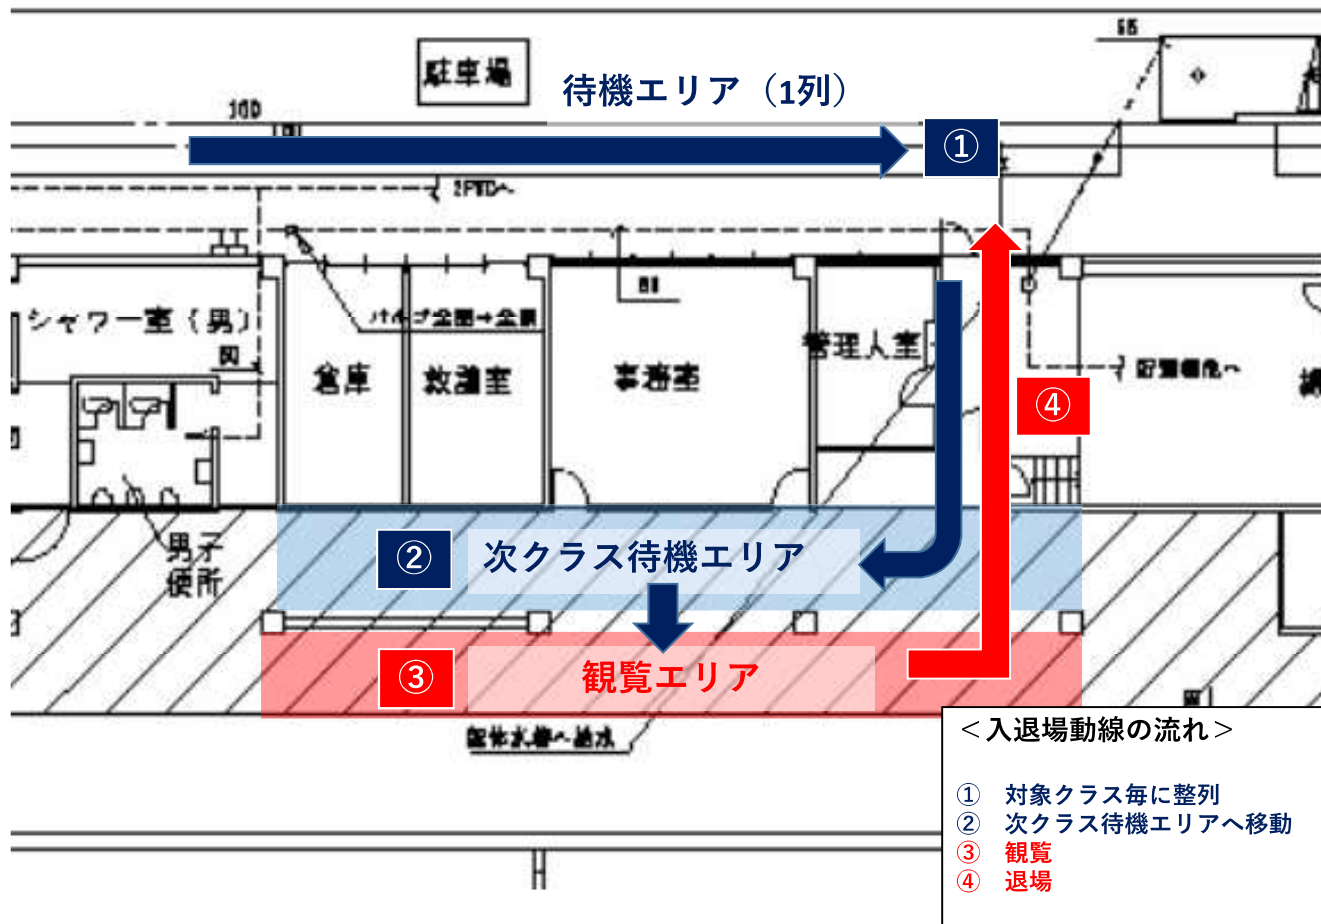 駐車場
待機エリア（1列）
①
シャワー室（男）
倉庫
救護室
事務室
管理人室
④
男子
便所
②
次クラス待機エリア
③
観覧エリア
＜入退場動線の流れ＞
①　対象クラス毎に整列
②　次クラス待機エリアへ移動
③　観覧
④　退場